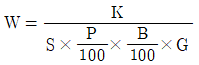 W = K / (S × P/100 × B/100 × G)